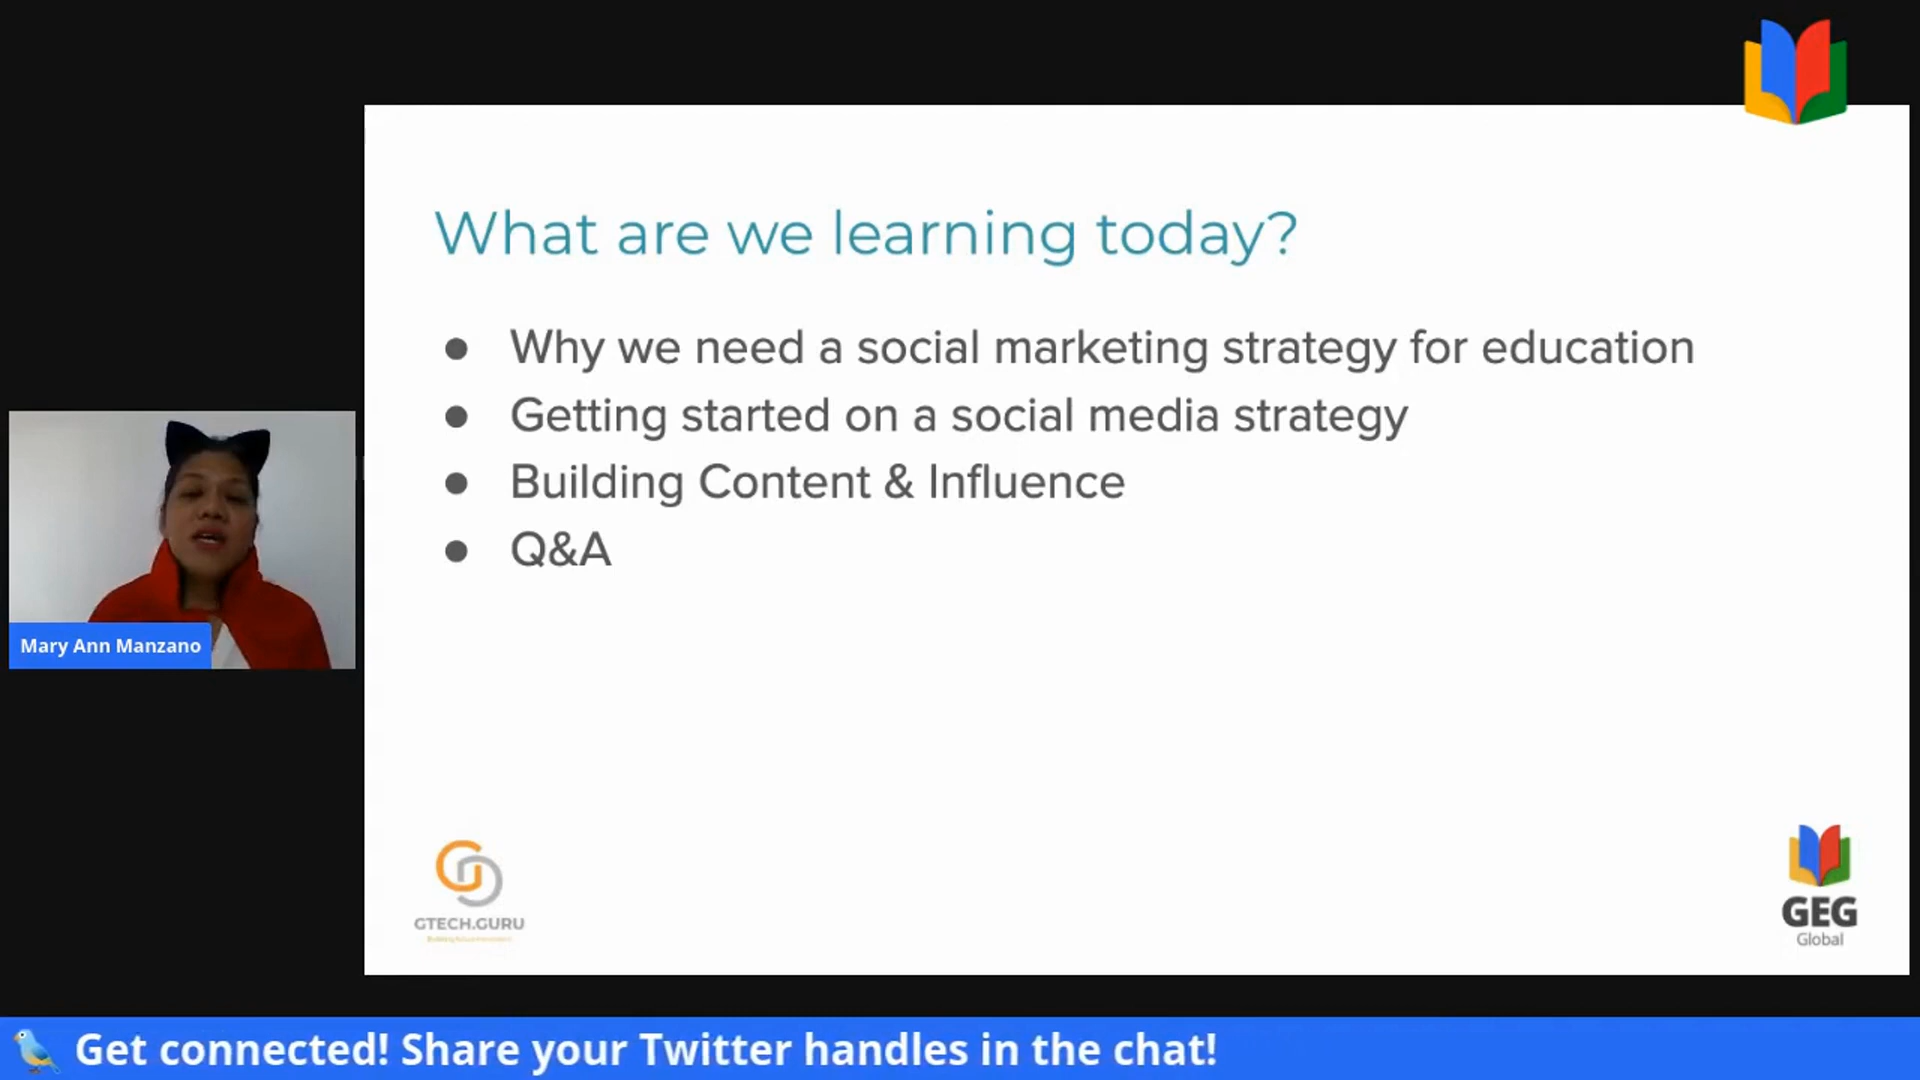 What are we learning today?
Why we need a social marketing strategy for education
Getting started on a social media strategy
Building Content & Influence
Q&A
Mary Ann Manzano
GTECH.GURU
GEG
Global
Get connected! Share your Twitter handles in the chat!